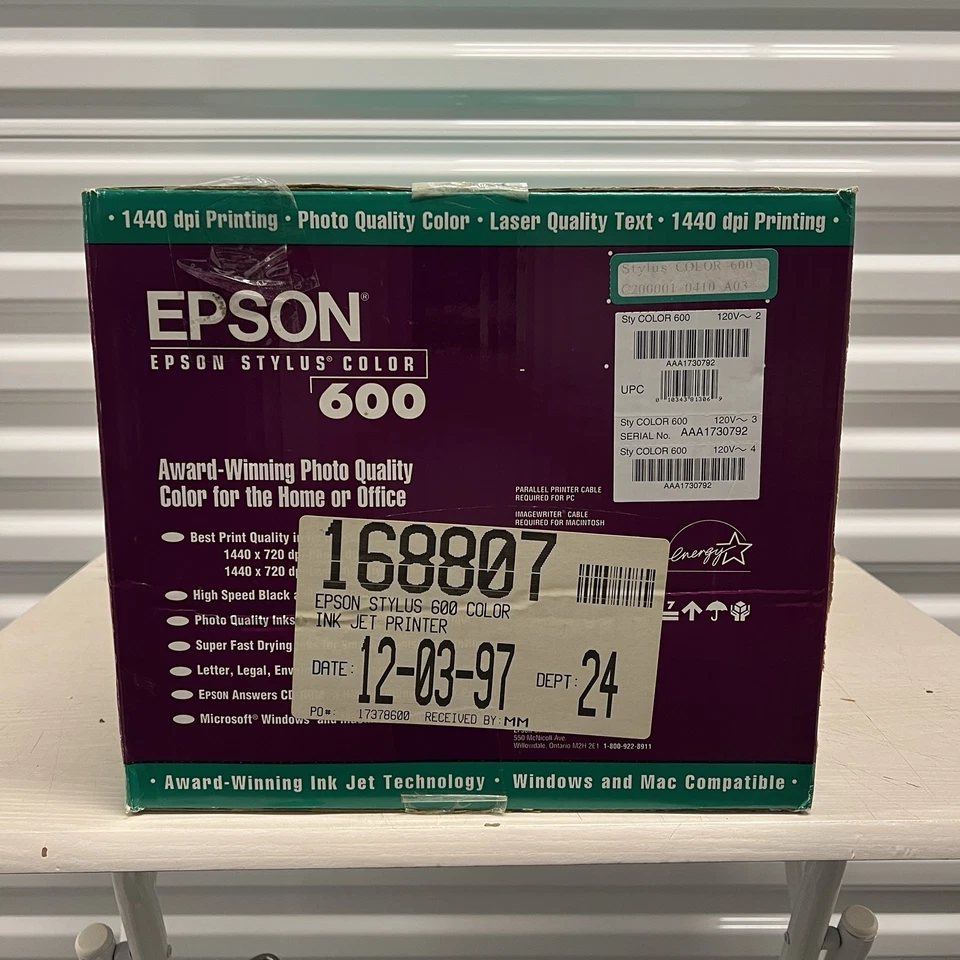 · 1440 dpi Printing · Photo Quality Color · Laser Quality Text · 1440 dpi Printing ·
EPSON®
EPSON STYLUS® COLOR
600
Award-Winning Photo Quality
Color for the Home or Office
Best Print Quality
1440 x 720
1440 x 720
High Speed Black
Photo Quality Inks
Super Fast Drying
Letter, Legal,
EPSON Answers CD
Microsoft® Windows
Stylus COLOR 600
Sty COLOR 600 120V～ 2
AAA1730792
UPC
0 10343 81306 9
Sty COLOR 600 120V～ 3
SERIAL No. AAA1730792
Sty COLOR 600 120V～ 4
AAA1730792
PARALLEL PRINTER CABLE
REQUIRED FOR PC
IMAGEWRITER CABLE
REQUIRED FOR MACINTOSH
energy
7
168807
EPSON STYLUS 600 COLOR
INK JET PRINTER
DATE: 12-03-97 DEPT: 24
PO#: 17378600 RECEIVED BY: MM
550 McNicoll Ave.
Willowdale, Ontario M2H 2E1 1-800-922-8911
· Award-Winning Ink Jet Technology · Windows and Mac Compatible ·